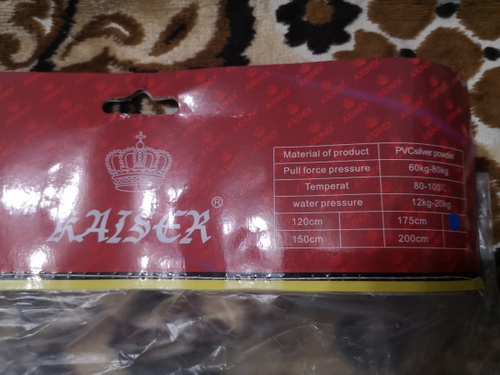 KAISER ®
Material of product PVCsilver powder
Pull force pressure 60kg-80kg
Temperat 80-100℃
water pressure 12kg-20kg
120cm 175cm
150cm 200cm